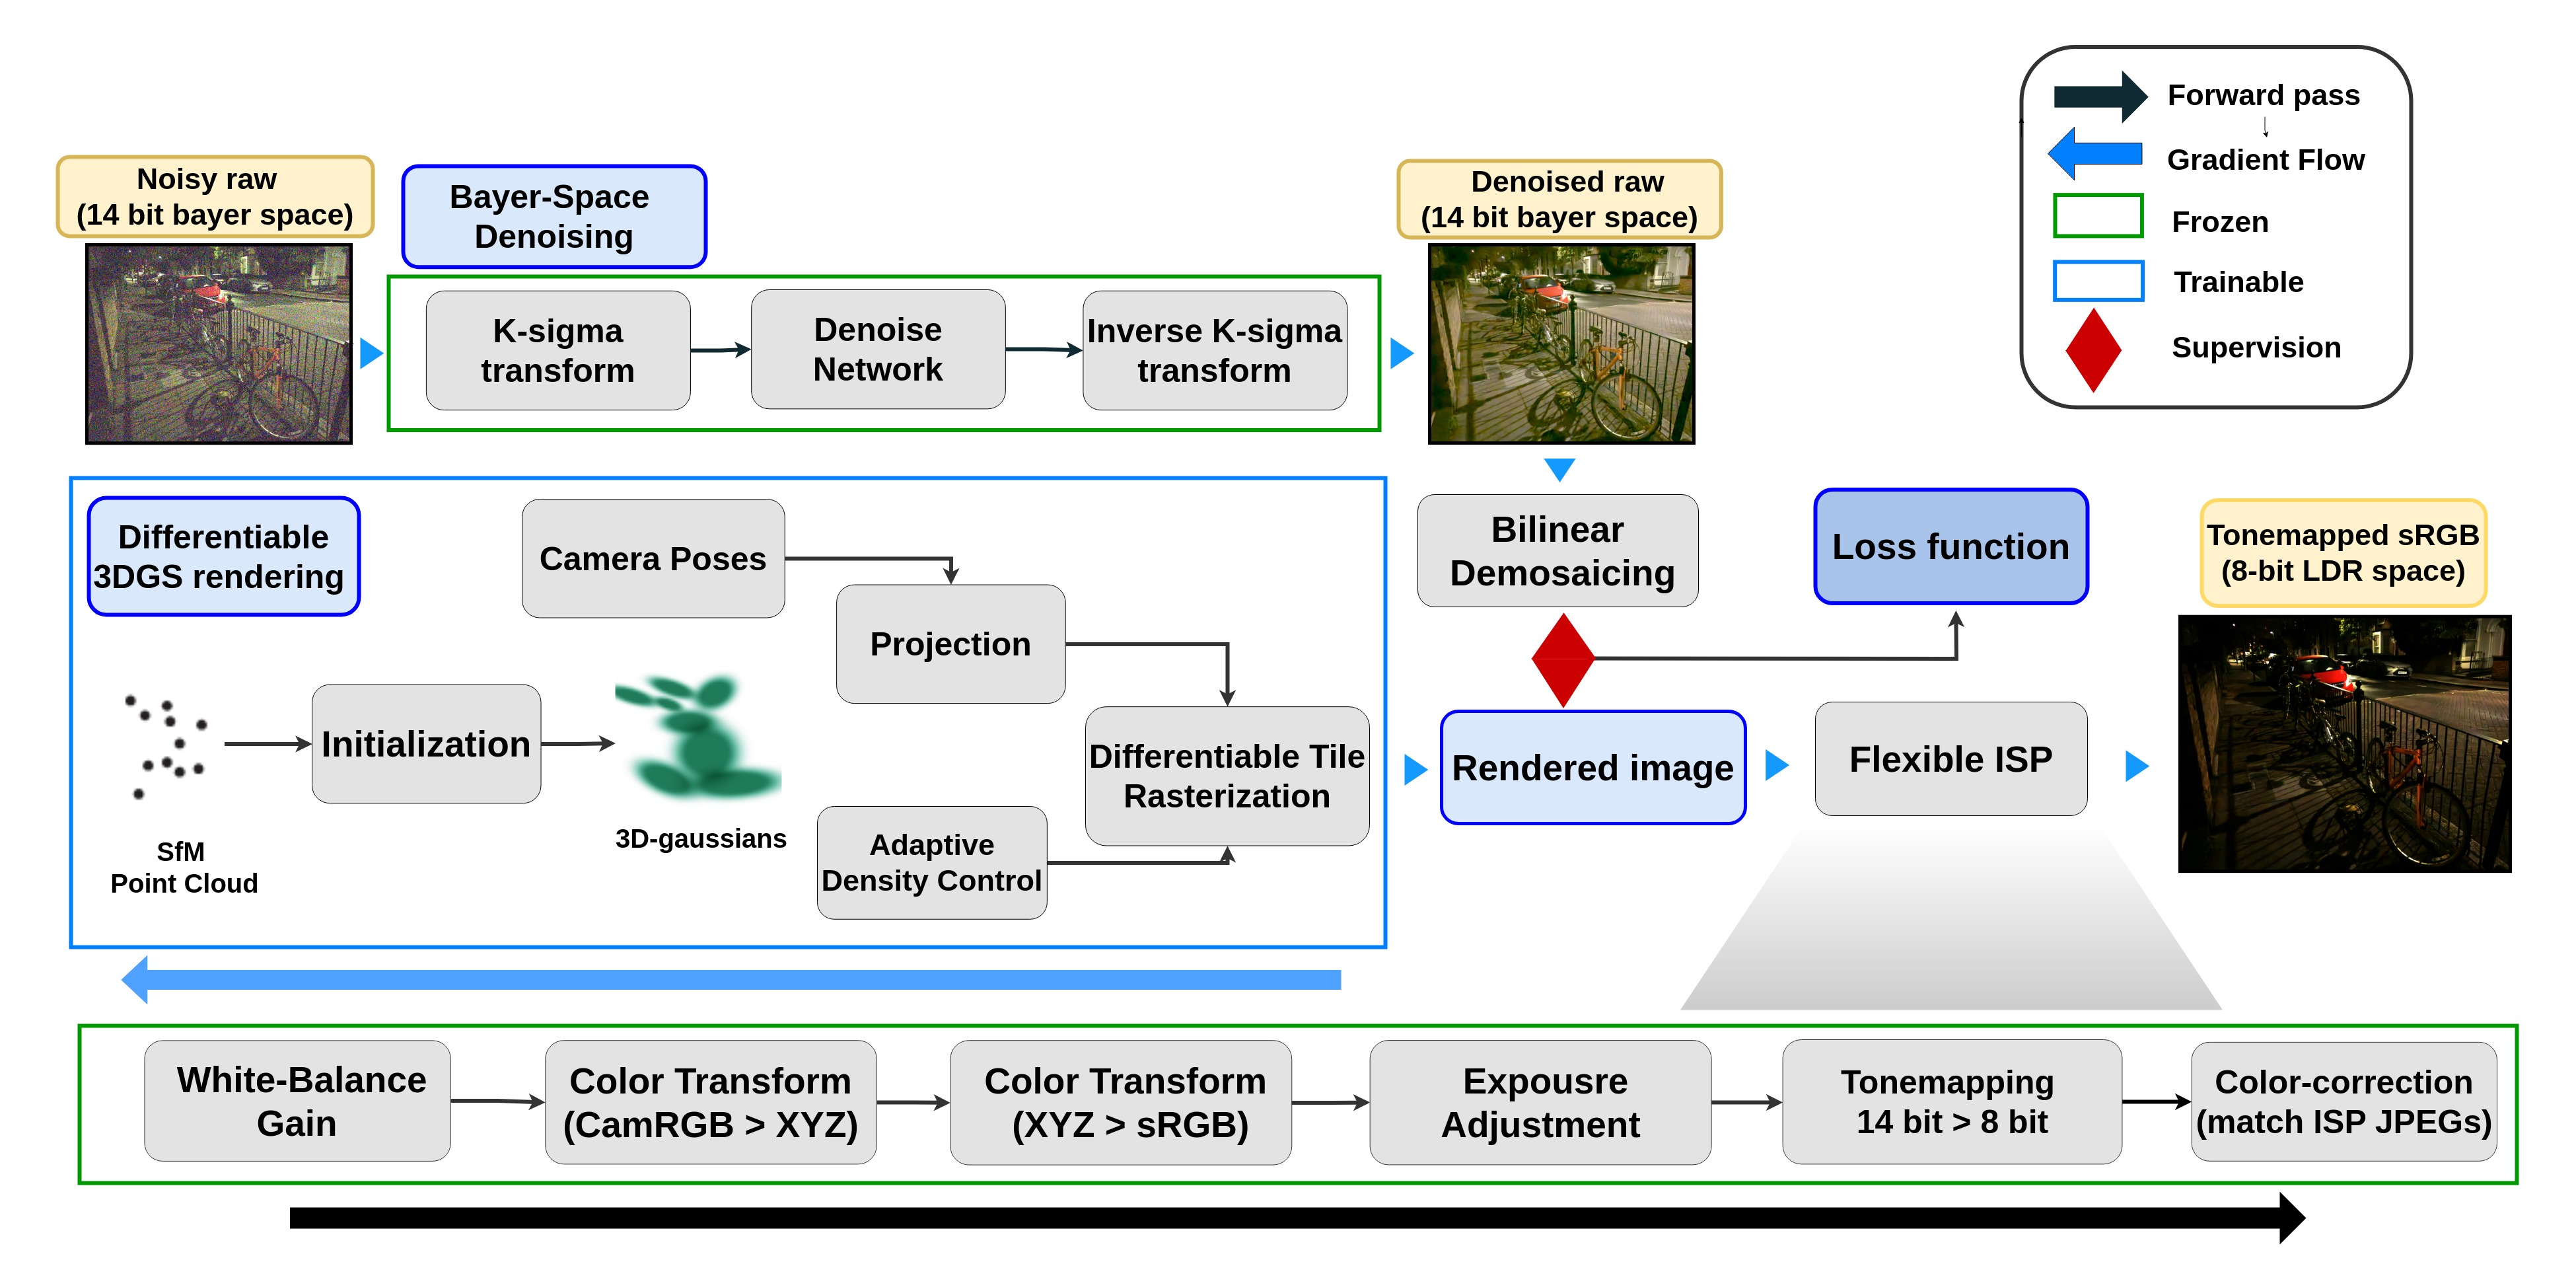 Forward pass
Gradient Flow
Frozen
Trainable
Supervision
Noisy raw
(14 bit bayer space)
Bayer-Space
Denoising
K-sigma
transform
Denoise
Network
Inverse K-sigma
transform
Denoised raw
(14 bit bayer space)
Differentiable
3DGS rendering
Camera Poses
Projection
SfM
Point Cloud
Initialization
3D-gaussians
Adaptive
Density Control
Differentiable Tile
Rasterization
Bilinear
Demosaicing
Loss function
Rendered image
Flexible ISP
Tonemapped sRGB
(8-bit LDR space)
White-Balance
Gain
Color Transform
(CamRGB > XYZ)
Color Transform
(XYZ > sRGB)
Expousre
Adjustment
Tonemapping
14 bit > 8 bit
Color-correction
(match ISP JPEGs)